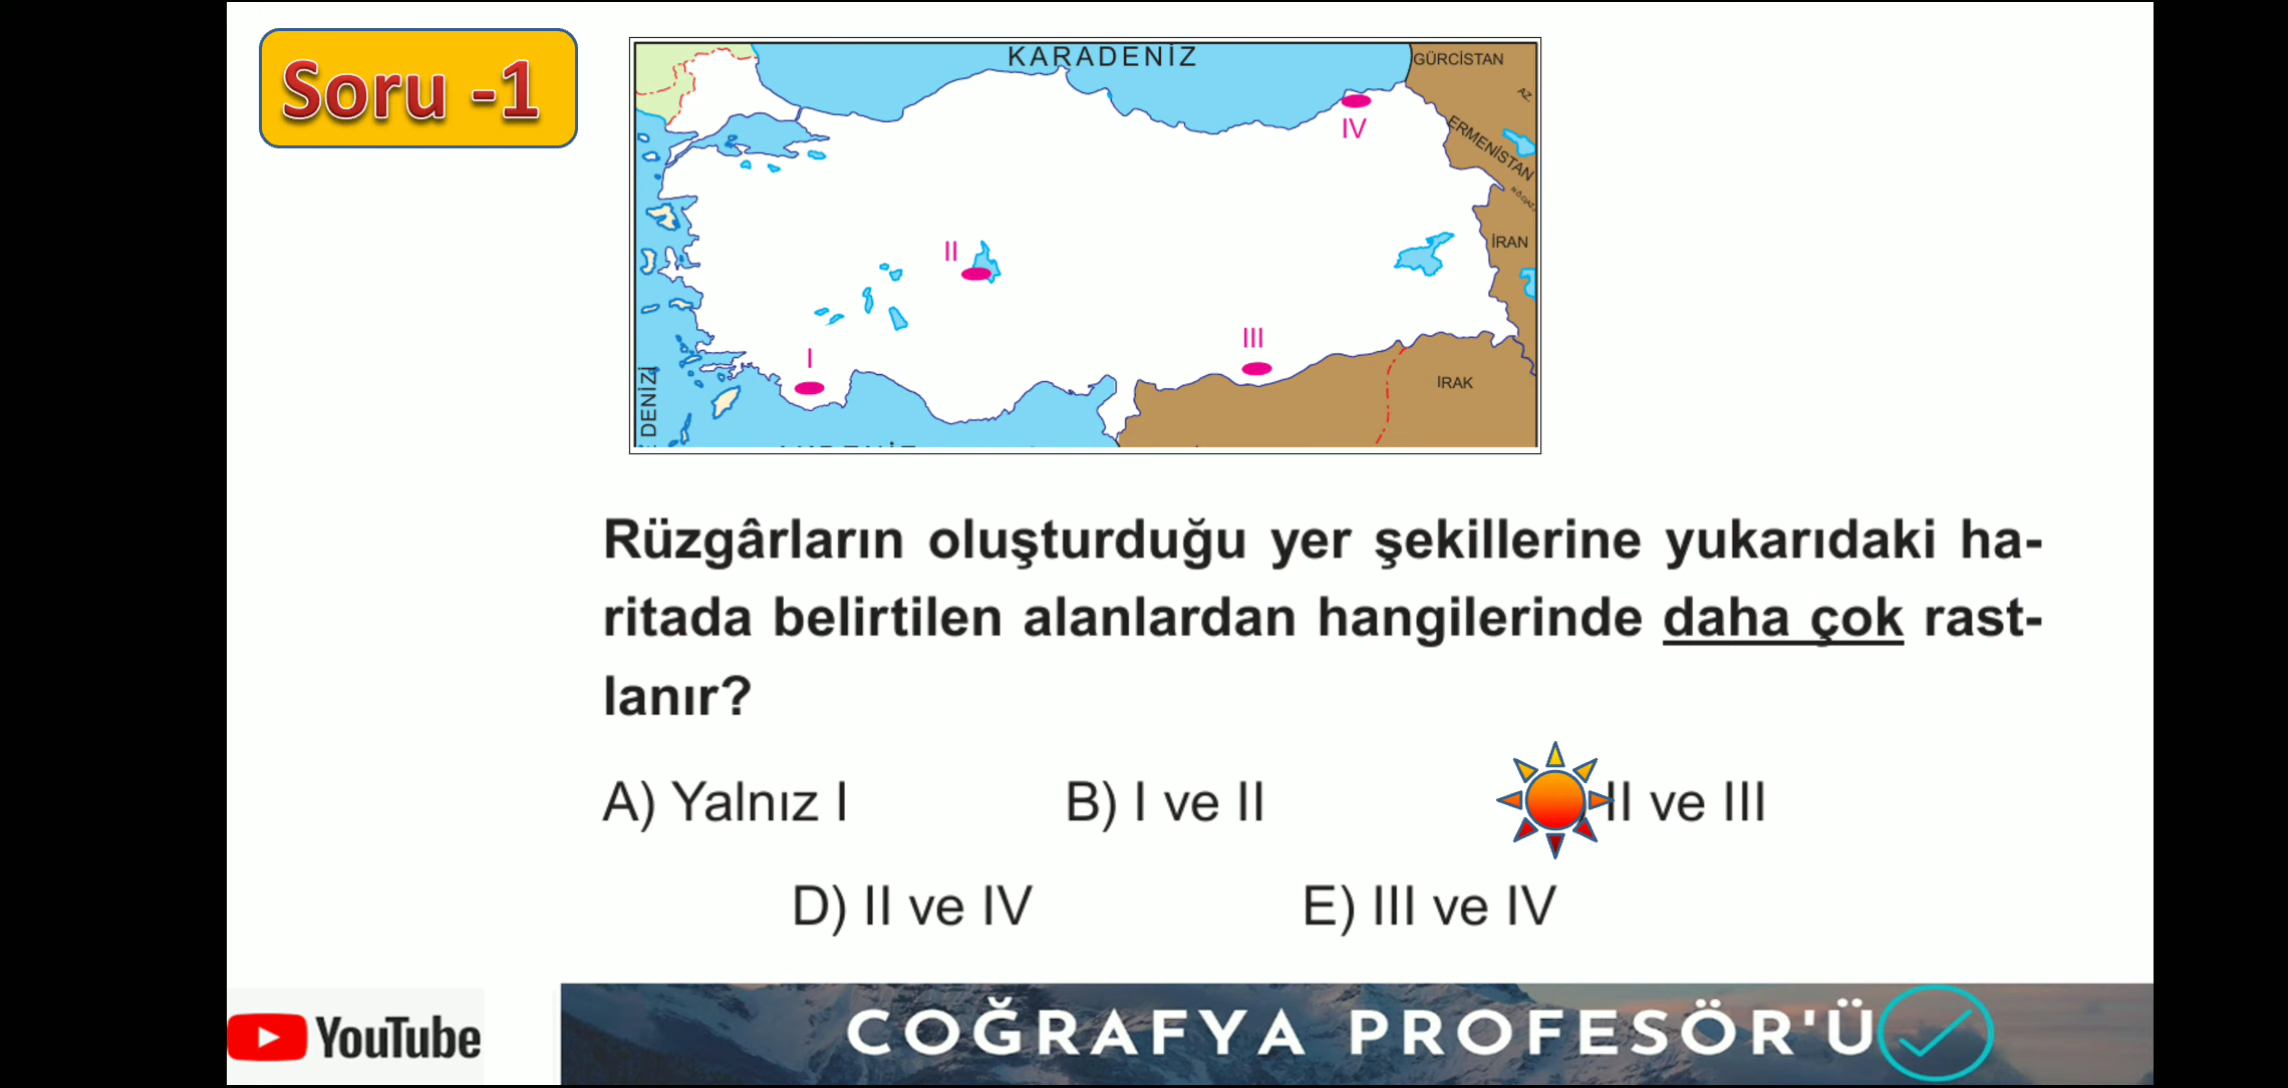 Soru -1
KARADENİZ
GÜRCİSTAN
AZ.
ERMENİSTAN
IV
II
İRAN
III
I
DENİZİ
IRAK
Rüzgârların oluşturduğu yer şekillerine yukarıdaki ha-
ritada belirtilen alanlardan hangilerinde daha çok rast-
lanır?
A) Yalnız I
B) I ve II
II ve III
D) II ve IV
E) III ve IV
YouTube
COĞRAFYA PROFESÖR'Ü